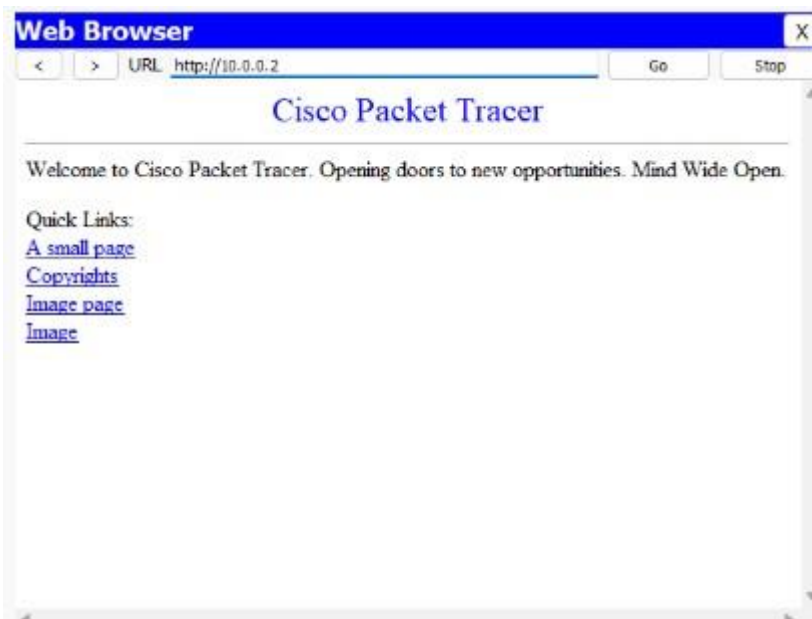 Web Browser X
< > URL http://10.0.0.2 Go Stop
Cisco Packet Tracer
Welcome to Cisco Packet Tracer. Opening doors to new opportunities. Mind Wide Open.
Quick Links:
A small page
Copyrights
Image page
Image